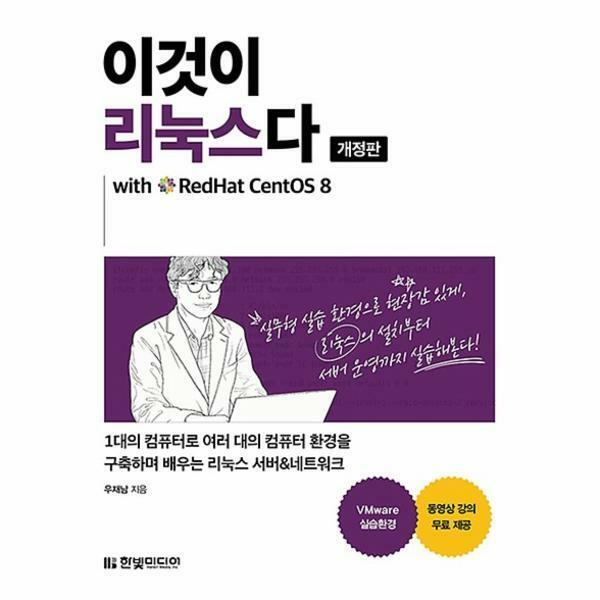 이것이
리눅스다 개정판
with RedHat CentOS 8
실무형 실습 환경으로 현장감 있게,
리눅스의 설치부터
서버 운영까지 실습해본다!
1대의 컴퓨터로 여러 대의 컴퓨터 환경을
구축하며 배우는 리눅스 서버&네트워크
우재남 지음
VMware
실습환경
동영상 강의
무료 제공
한빛미디어